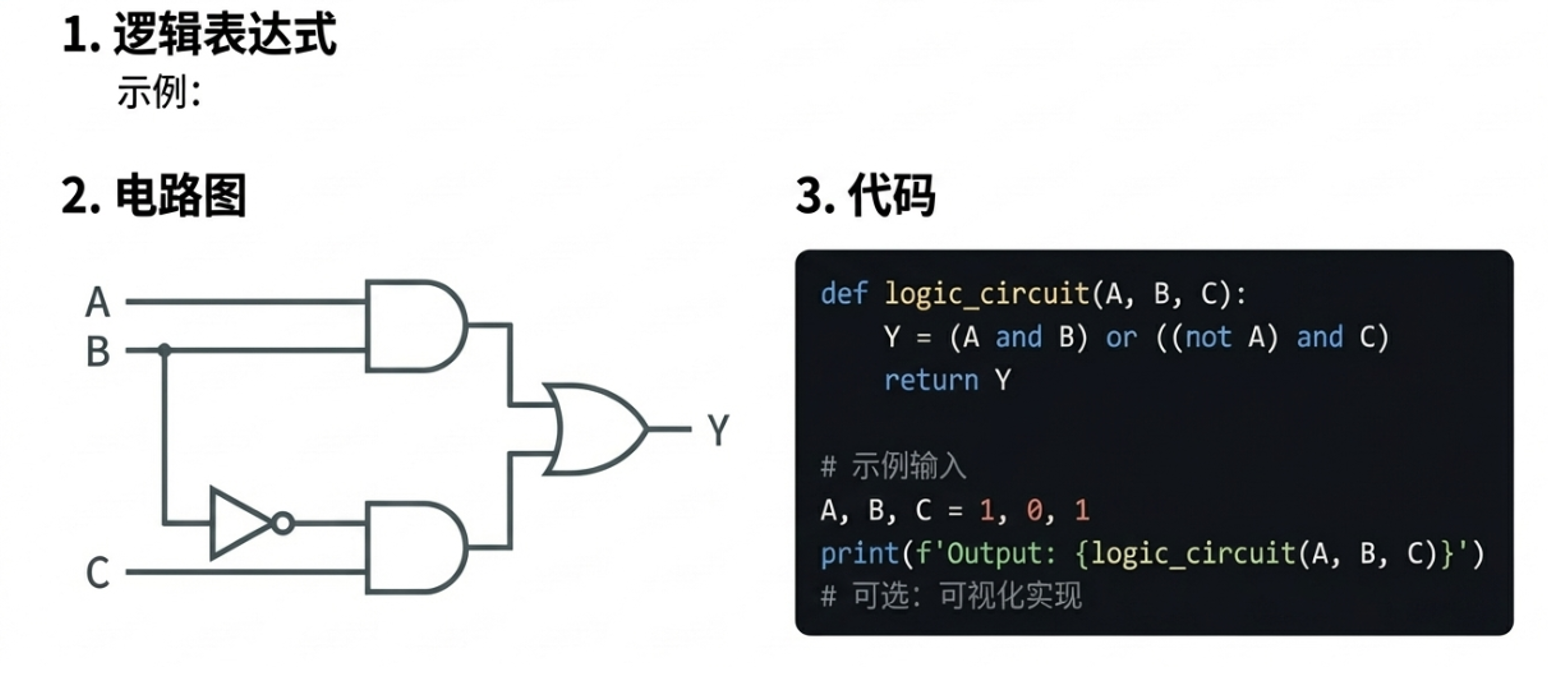 1. 逻辑表达式
示例：
2. 电路图
A
B
C
Y
3. 代码
def logic_circuit(A, B, C):
    Y = (A and B) or ((not A) and C)
    return Y
# 示例输入
A, B, C = 1, 0, 1
print(f'Output: {logic_circuit(A, B, C)}')
# 可选：可视化实现